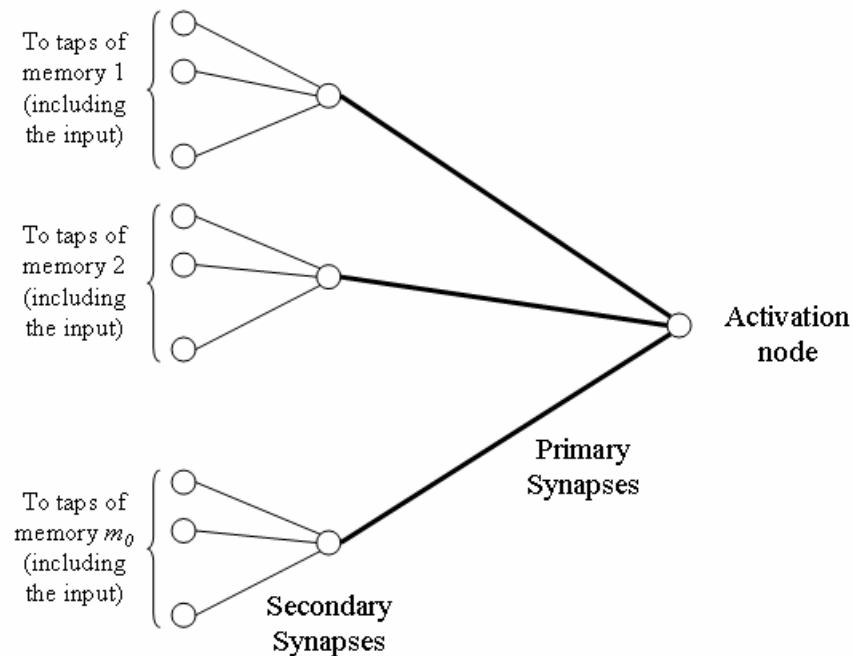 To taps of
memory 1
(including
the input)
To taps of
memory 2
(including
the input)
Activation
node
Primary
Synapses
To taps of
memory m₀
(including
the input)
Secondary
Synapses